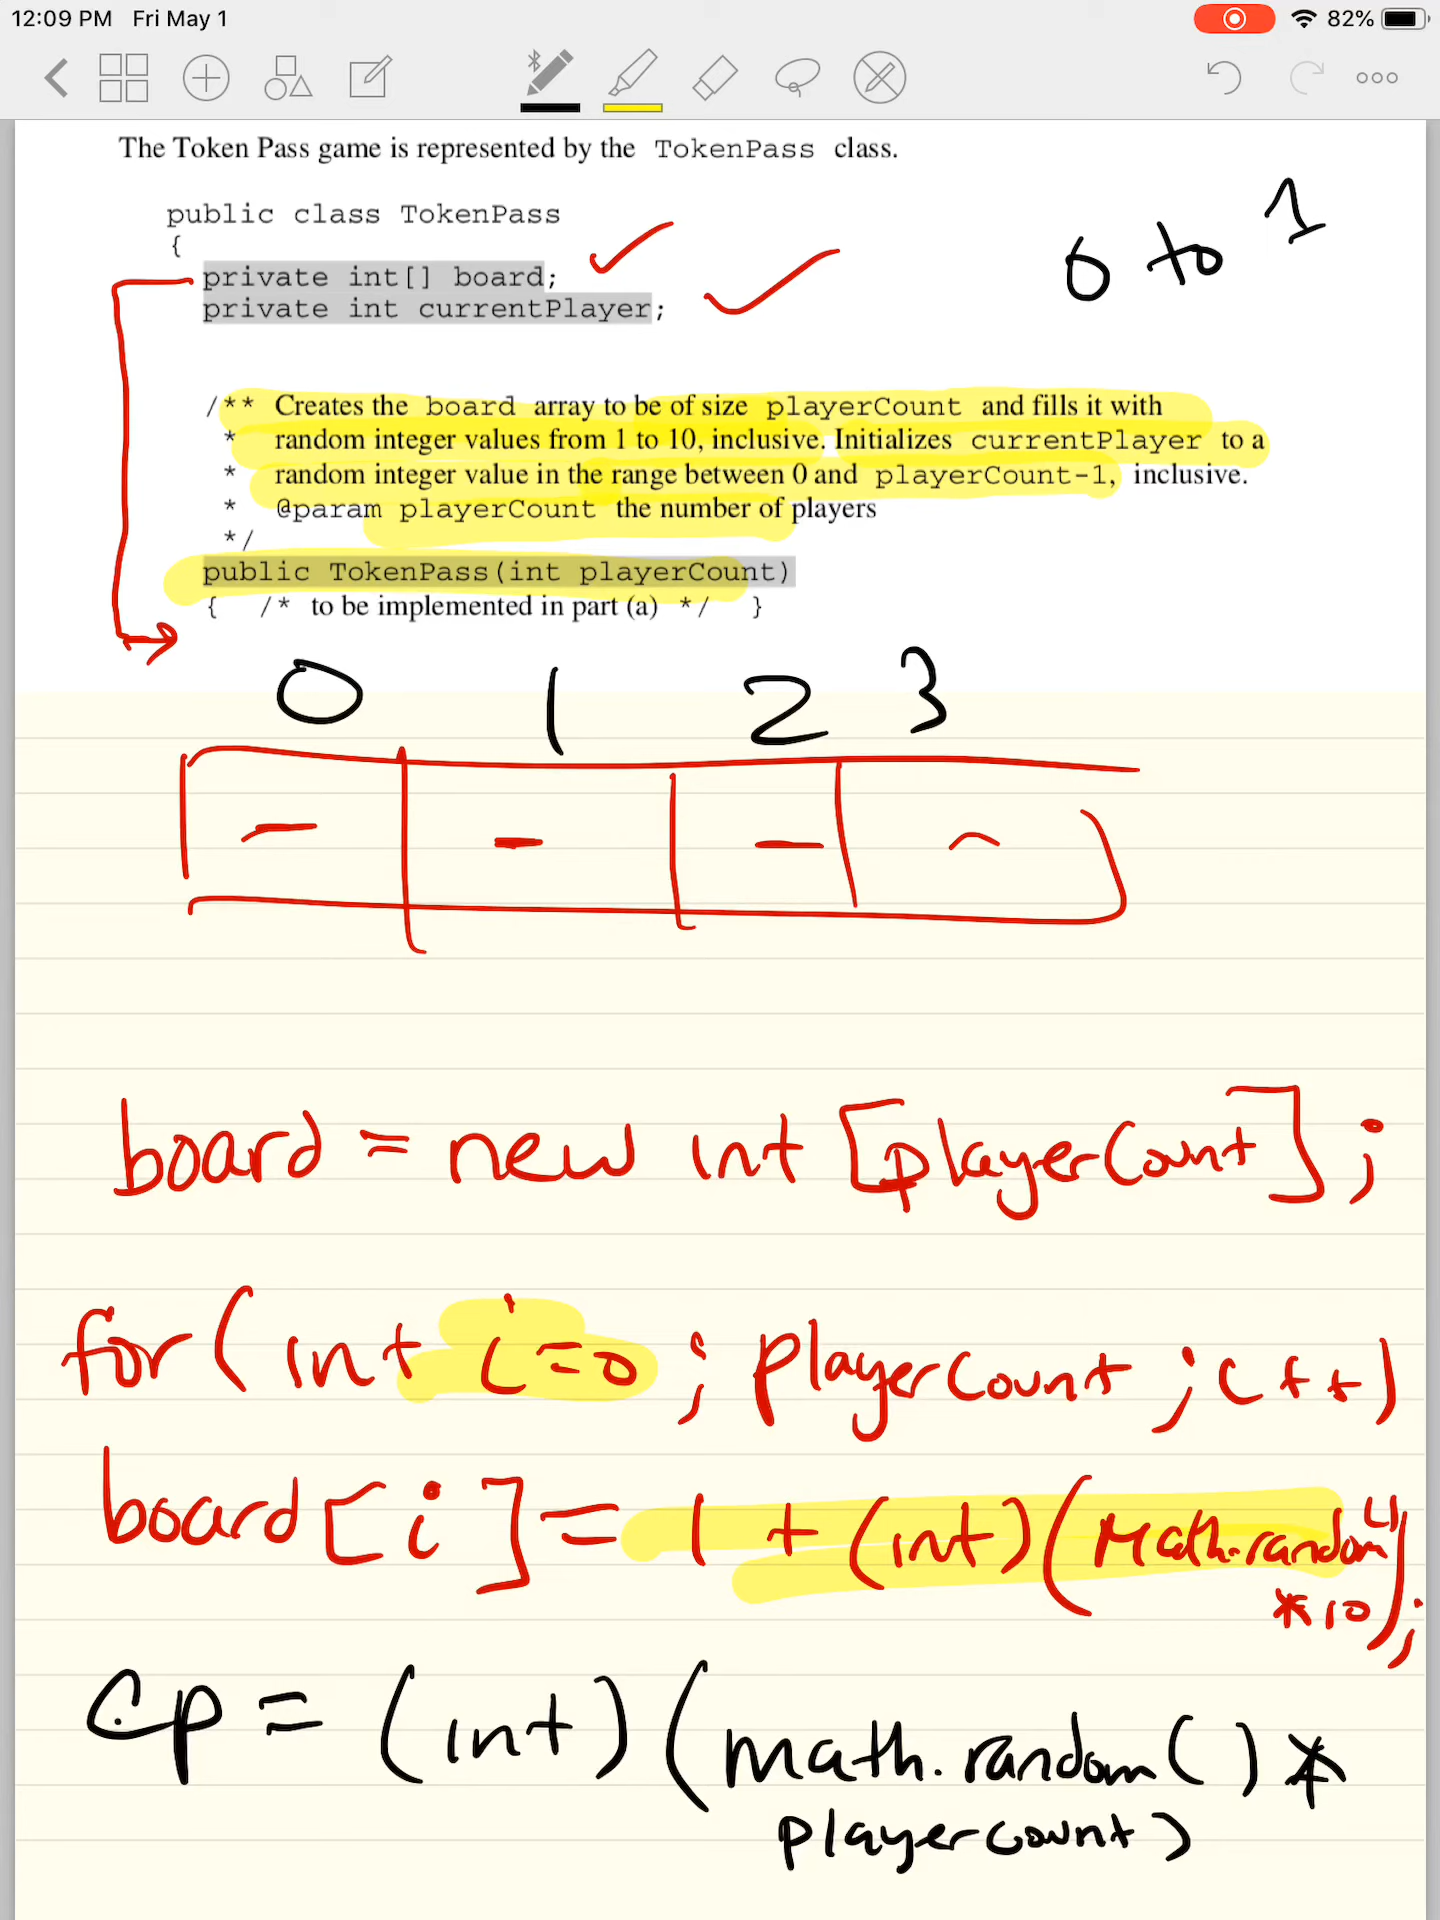 12:09 PM Fri May 1 82%
The Token Pass game is represented by the TokenPass class.
public class TokenPass
{
private int[] board;
private int currentPlayer;
0 to 1
/** Creates the board array to be of size playerCount and fills it with
* random integer values from 1 to 10, inclusive. Initializes currentPlayer to a
* random integer value in the range between 0 and playerCount-1, inclusive.
* @param playerCount the number of players
*/
public TokenPass(int playerCount)
{ /* to be implemented in part (a) */ }
0 1 2 3
board = new int [playerCount];
for( int i=0 ; playerCount ; i++)
board[i] = 1 + (int)(Math.random()
*10);
cp = (int)(math.random() *
playercount)